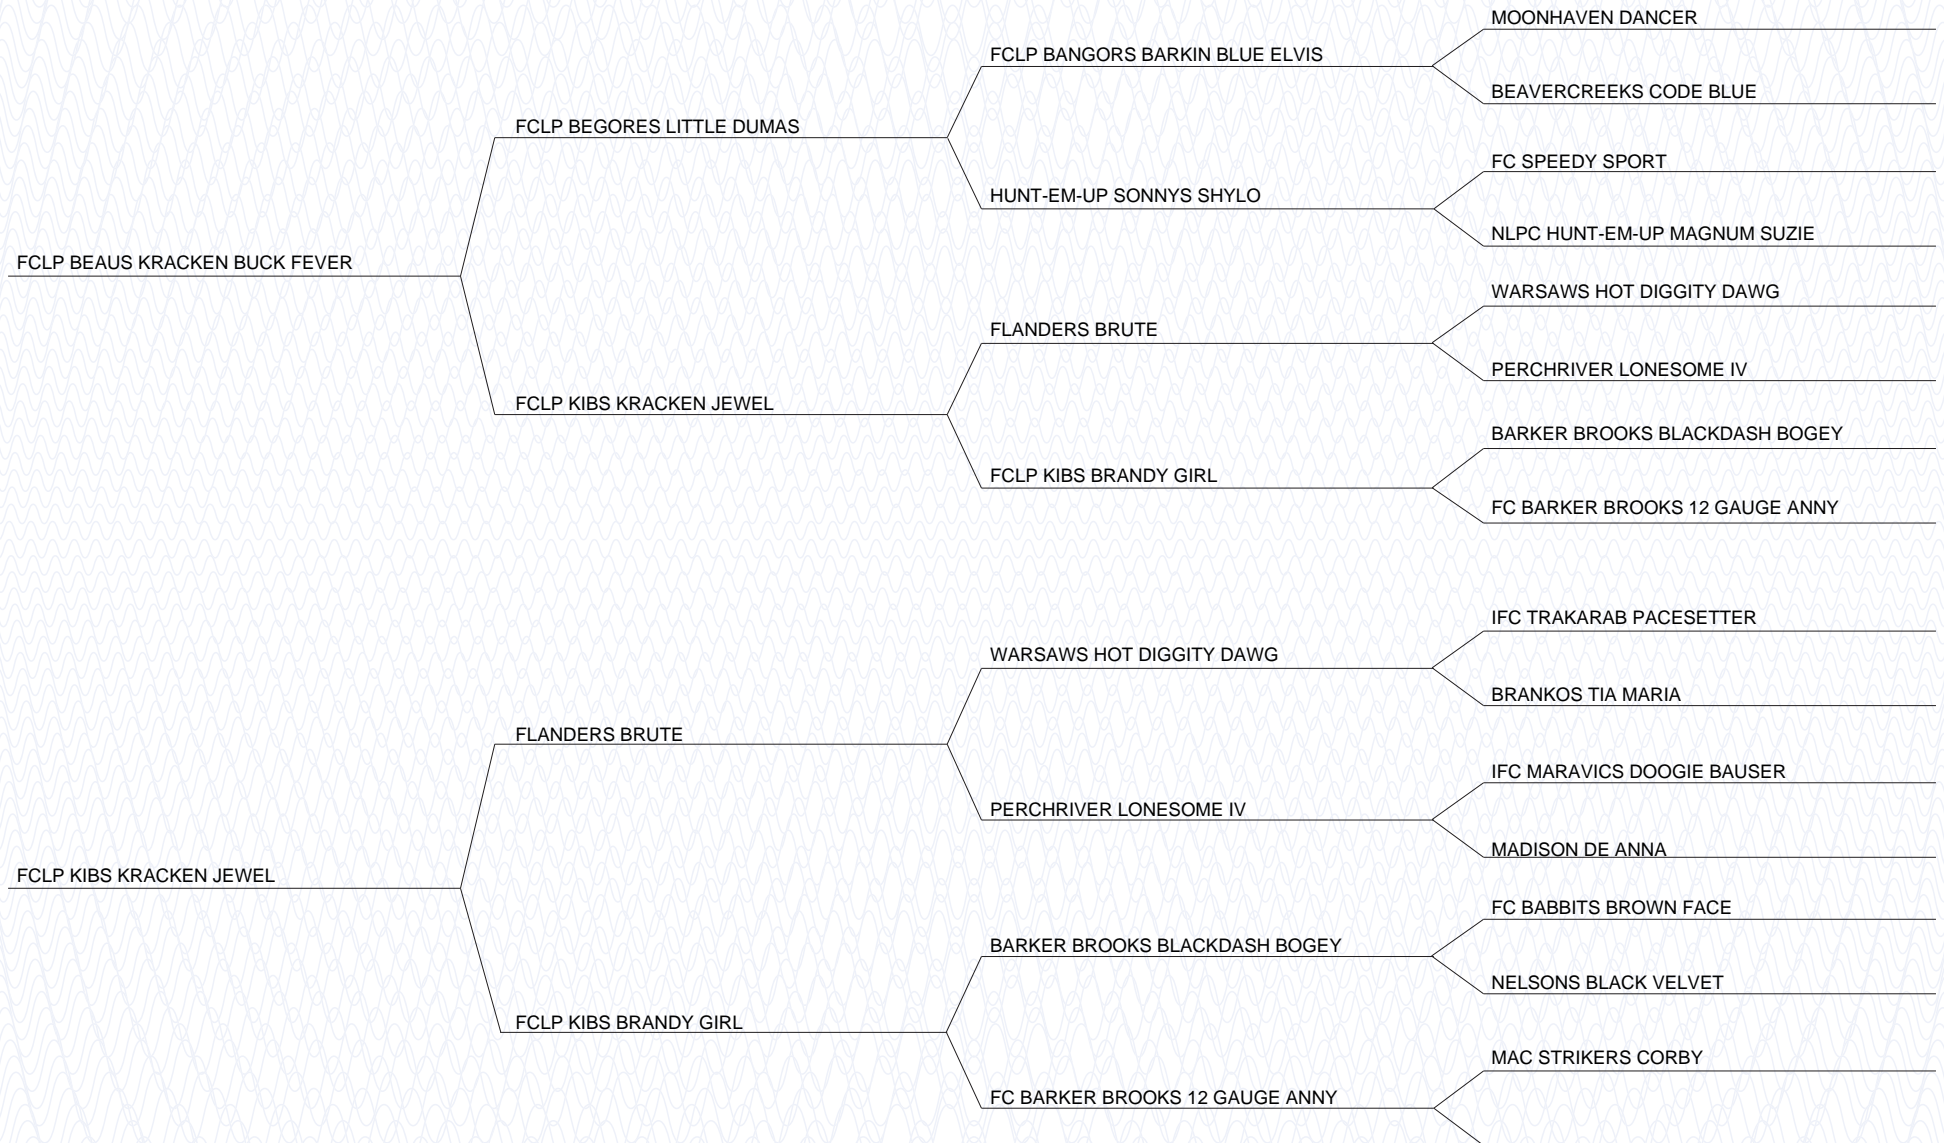 MOONHAVEN DANCER
FCLP BANGORS BARKIN BLUE ELVIS
BEAVERCREEKS CODE BLUE
FCLP BEGORES LITTLE DUMAS
FC SPEEDY SPORT
HUNT-EM-UP SONNYS SHYLO
NLPC HUNT-EM-UP MAGNUM SUZIE
FCLP BEAUS KRACKEN BUCK FEVER
WARSAWS HOT DIGGITY DAWG
FLANDERS BRUTE
PERCHRIVER LONESOME IV
FCLP KIBS KRACKEN JEWEL
BARKER BROOKS BLACKDASH BOGEY
FCLP KIBS BRANDY GIRL
FC BARKER BROOKS 12 GAUGE ANNY
IFC TRAKARAB PACESETTER
WARSAWS HOT DIGGITY DAWG
BRANKOS TIA MARIA
FLANDERS BRUTE
IFC MARAVICS DOOGIE BAUSER
PERCHRIVER LONESOME IV
MADISON DE ANNA
FCLP KIBS KRACKEN JEWEL
FC BABBITS BROWN FACE
BARKER BROOKS BLACKDASH BOGEY
NELSONS BLACK VELVET
FCLP KIBS BRANDY GIRL
MAC STRIKERS CORBY
FC BARKER BROOKS 12 GAUGE ANNY